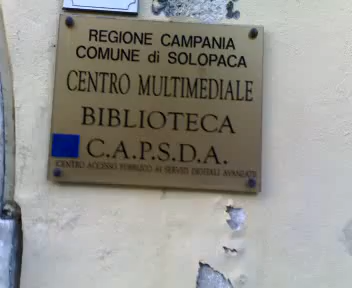 REGIONE CAMPANIA
COMUNE di SOLOPACA
CENTRO MULTIMEDIALE
BIBLIOTECA
C.A.P.S.D.A.
CENTRO ACCESSO PUBBLICO AI SERVIZI DIGITALI AVANZATI